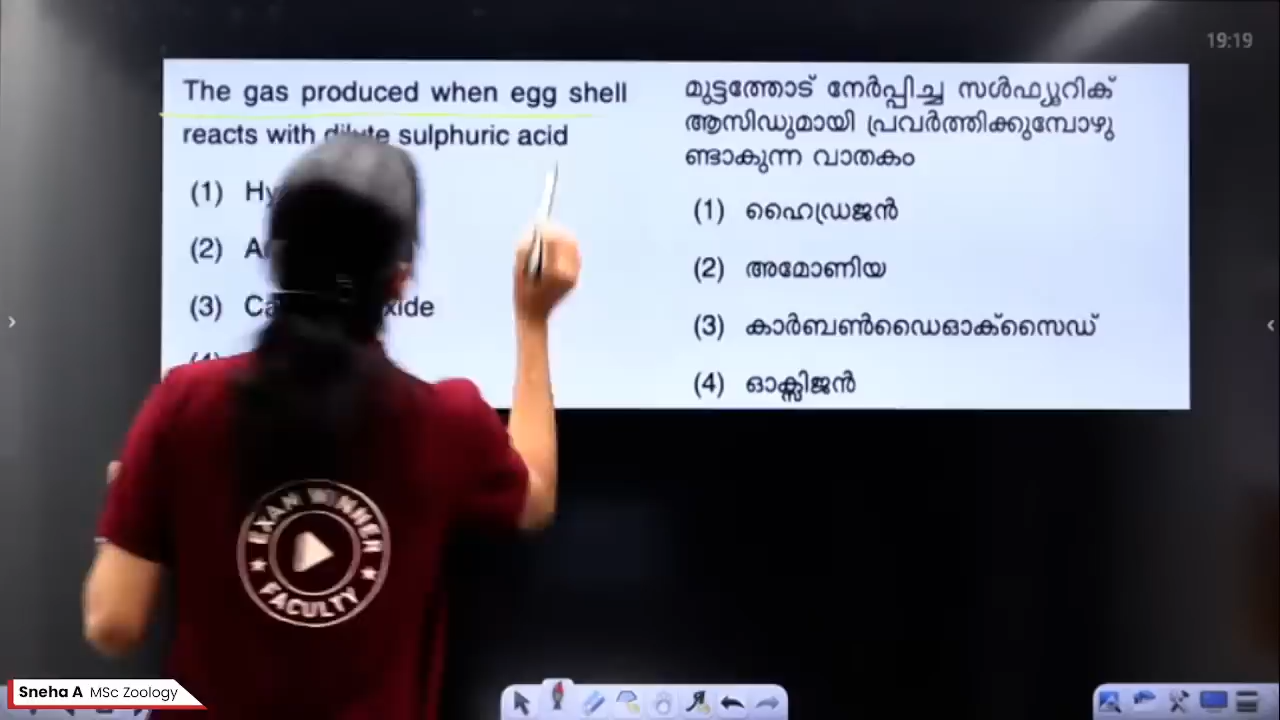 19:19
The gas produced when egg shell
reacts with dilute sulphuric acid
(1)
(2)
(3) xide
(4)
മുട്ടത്തോട് നേർപ്പിച്ച സൾഫ്യൂറിക്
ആസിഡുമായി പ്രവർത്തിക്കുമ്പോഴു
ണ്ടാകുന്ന വാതകം
(1) ഹൈഡ്രജൻ
(2) അമോണിയ
(3) കാർബൺഡൈഓക്സൈഡ്
(4) ഓക്സിജൻ
EXAM WINNER
FACULTY
Sneha A MSc Zoology